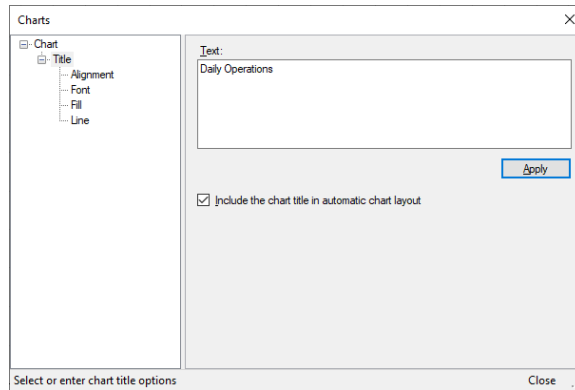 Charts
Chart
Title
Alignment
Font
Fill
Line
Text:
Daily Operations
Apply
Include the chart title in automatic chart layout
Select or enter chart title options
Close